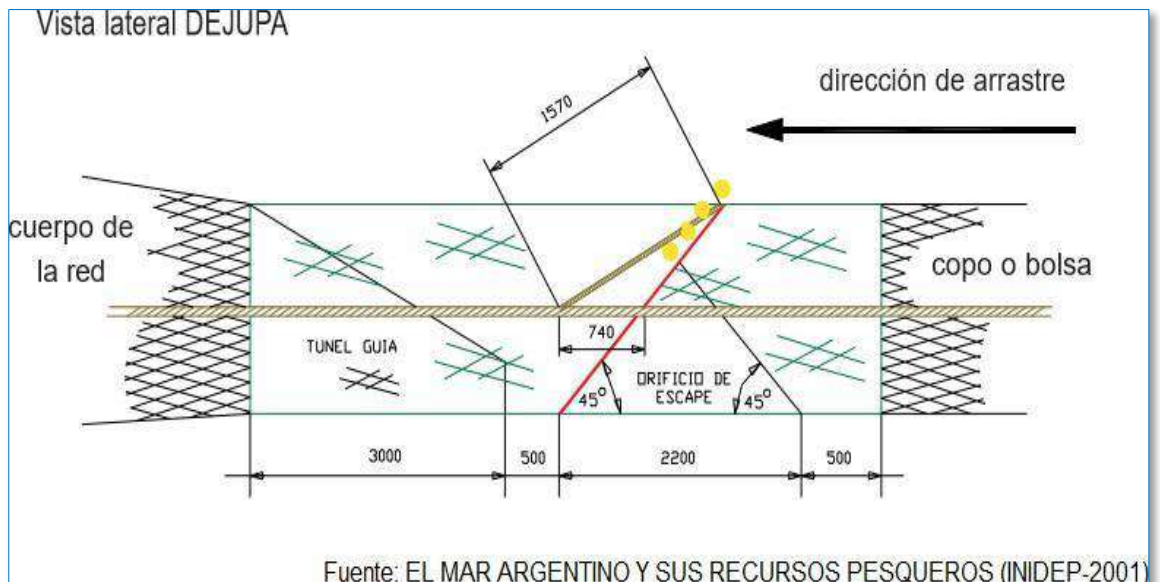 Vista lateral DEJUPA
dirección de arrastre
1570
cuerpo de
la red
copo o bolsa
740
TUNEL GUIA
ORIFICIO DE
ESCAPE
45°
45°
3000
500
2200
500
Fuente: EL MAR ARGENTINO Y SUS RECURSOS PESQUEROS (INIDEP-2001)